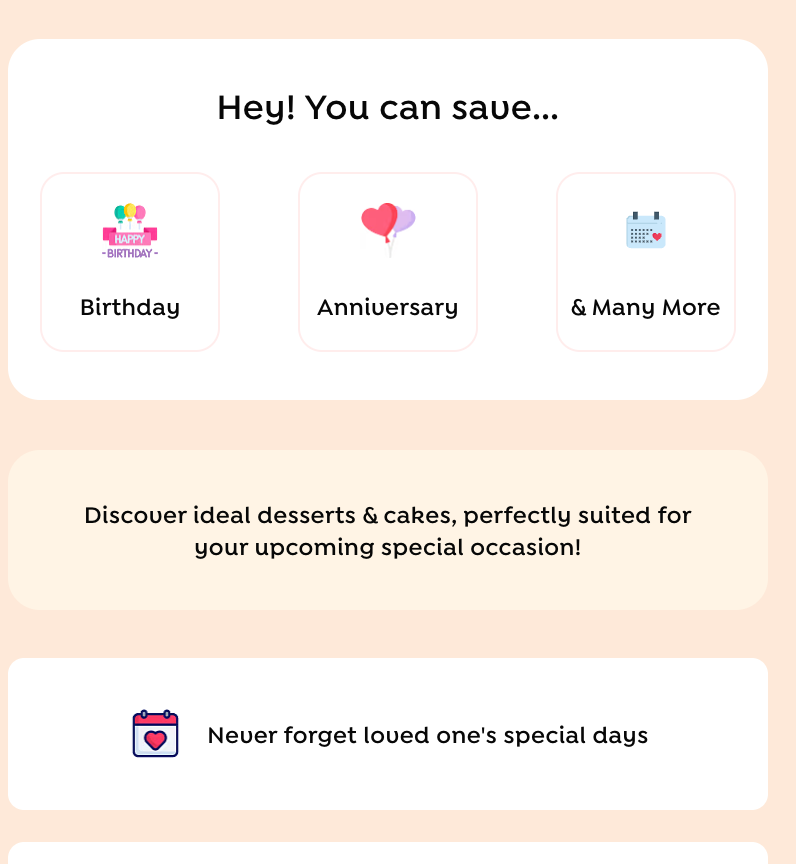 Hey! You can save...
HAPPY
-BIRTHDAY-
Birthday
Anniversary
& Many More
Discover ideal desserts & cakes, perfectly suited for
your upcoming special occasion!
Never forget loved one's special days